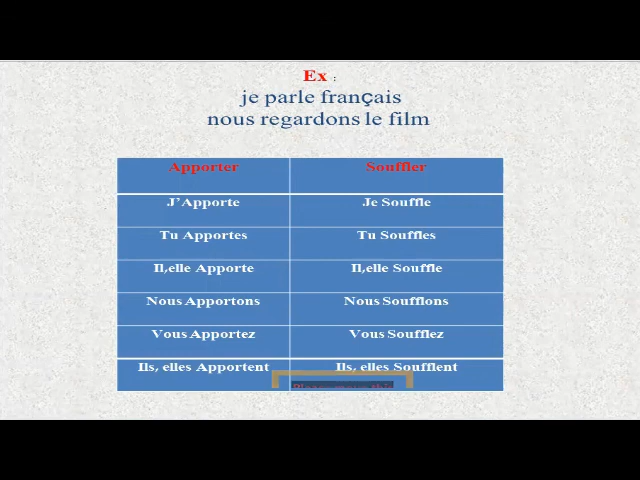 Ex :
je parle français
nous regardons le film
Apporter Souffler
J'Apporte Je Souffle
Tu Apportes Tu Souffles
Il,elle Apporte Il,elle Souffle
Nous Apportons Nous Soufflons
Vous Apportez Vous Soufflez
Ils, elles Apportent Ils, elles Soufflent